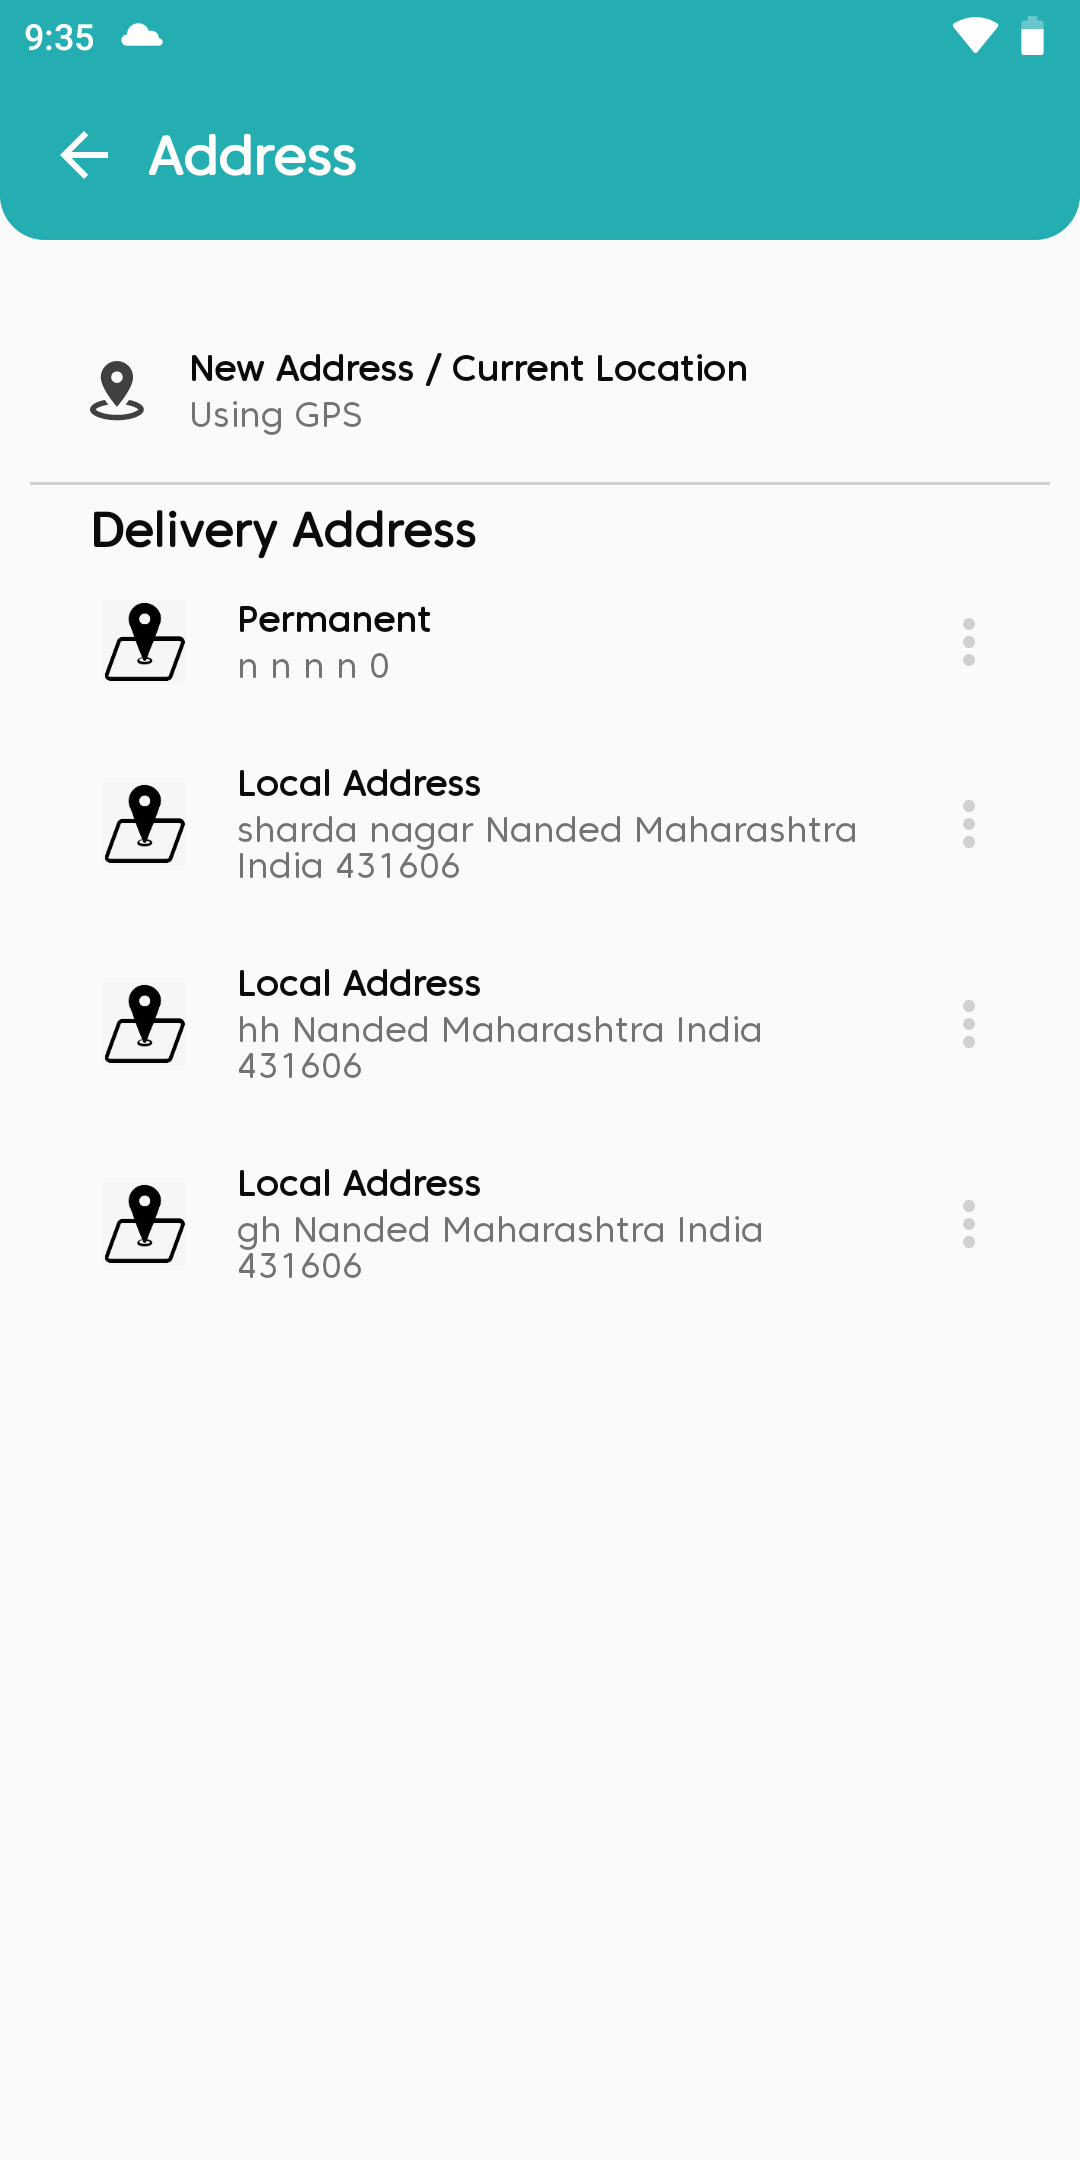 9:35
Address
New Address / Current Location
Using GPS
Delivery Address
Permanent
n n n n 0
Local Address
sharda nagar Nanded Maharashtra
India 431606
Local Address
hh Nanded Maharashtra India
431606
Local Address
gh Nanded Maharashtra India
431606